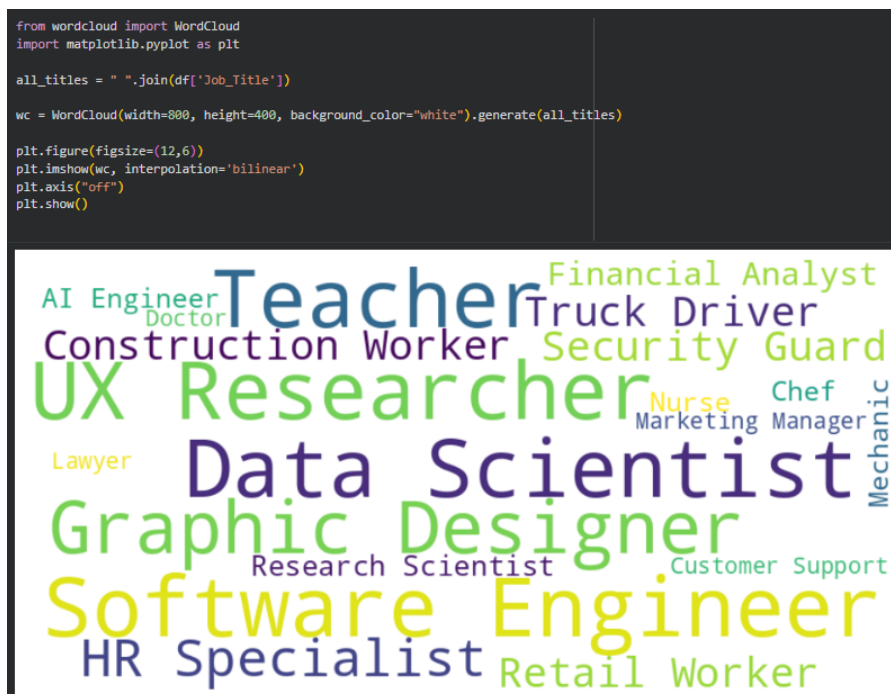 from wordcloud import WordCloud
import matplotlib.pyplot as plt
all_titles = " ".join(df['Job_Title'])
wc = WordCloud(width=800, height=400, background_color="white").generate(all_titles)
plt.figure(figsize=(12,6))
plt.imshow(wc, interpolation='bilinear')
plt.axis("off")
plt.show()
Teacher
Financial Analyst
AI Engineer
Doctor
Truck Driver
Construction Worker
Security Guard
UX Researcher
Nurse
Chef
Marketing Manager
Mechanic
Lawyer
Data Scientist
Graphic Designer
Research Scientist
Customer Support
Software Engineer
HR Specialist
Retail Worker